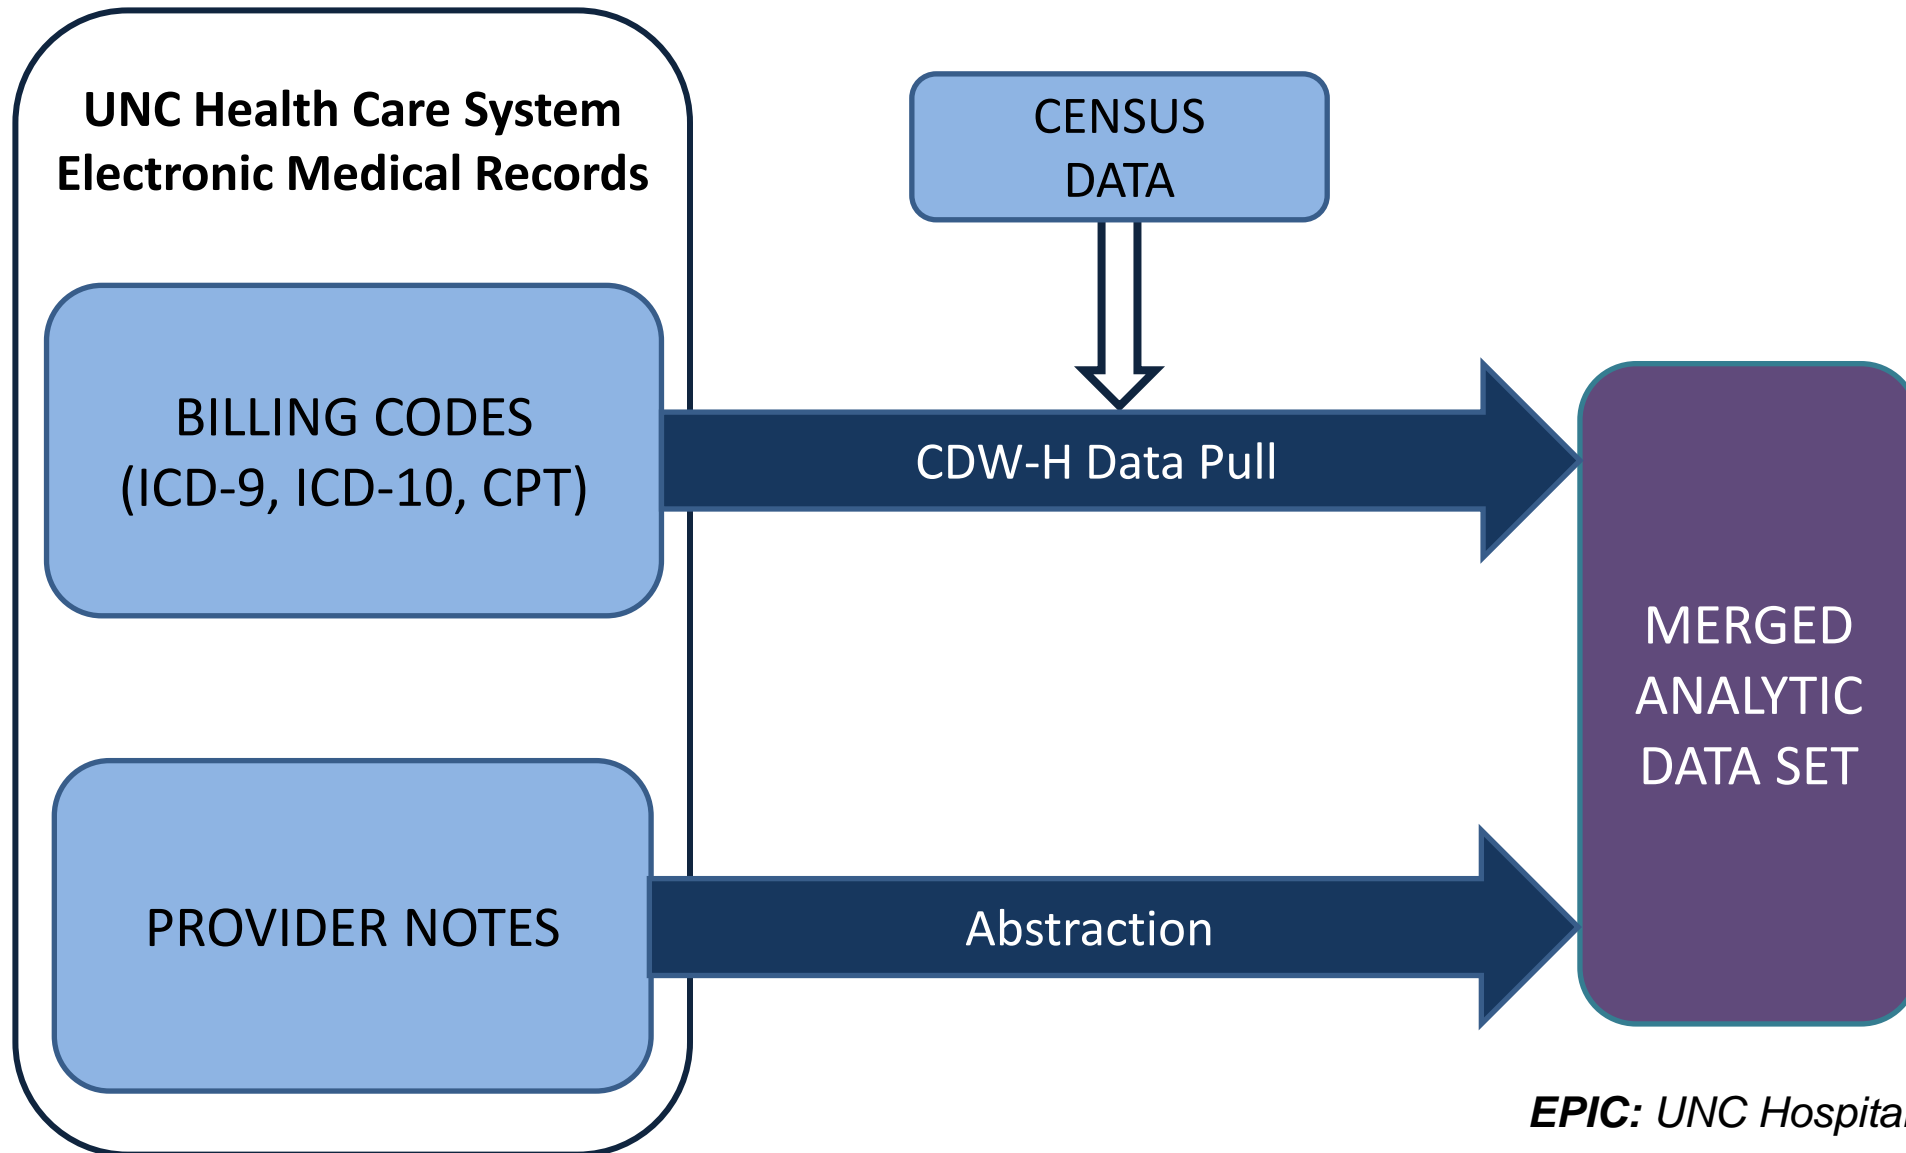 UNC Health Care System
Electronic Medical Records
CENSUS
DATA
BILLING CODES
(ICD-9, ICD-10, CPT)
CDW-H Data Pull
MERGED
ANALYTIC
DATA SET
PROVIDER NOTES
Abstraction
EPIC: UNC Hospital